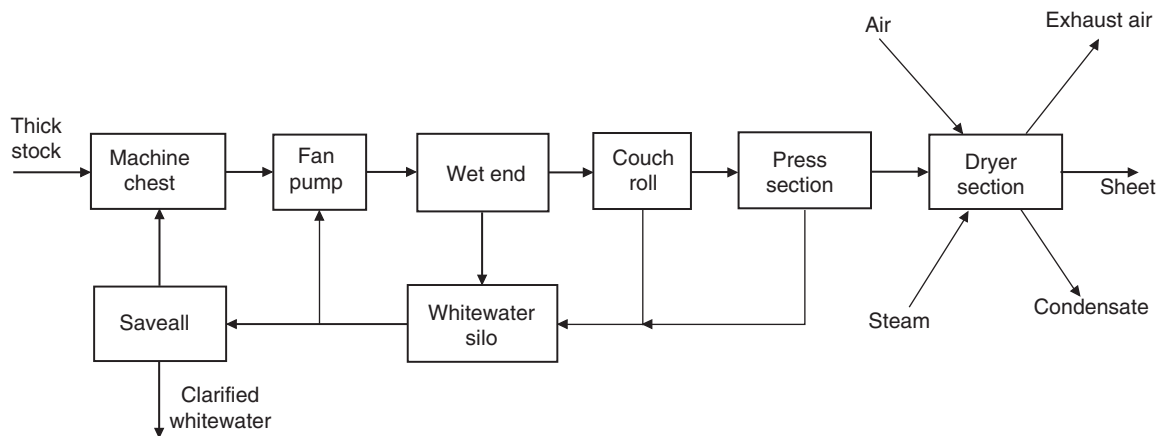 Air
Exhaust air
Thick
stock
Machine
chest
Fan
pump
Wet end
Couch
roll
Press
section
Dryer
section
Sheet
Saveall
Whitewater
silo
Steam
Condensate
Clarified
whitewater